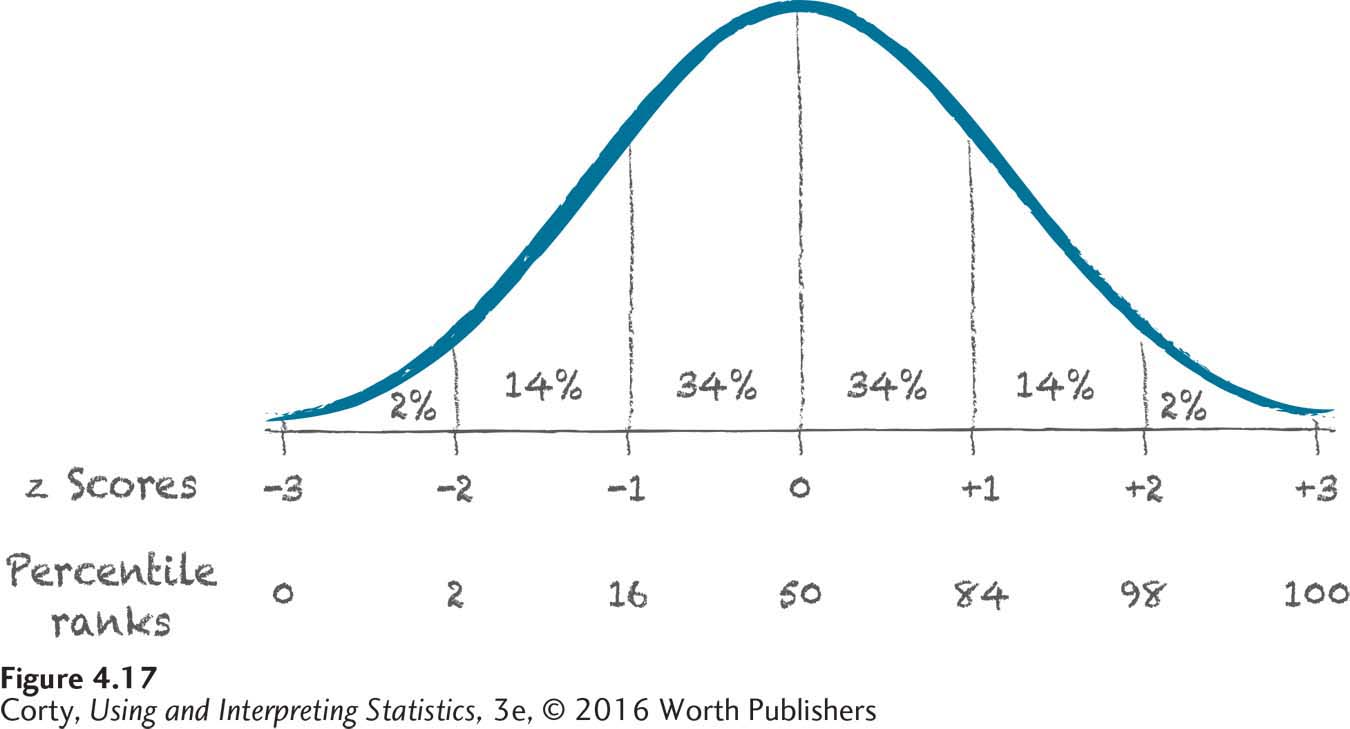 2% 14% 34% 34% 14% 2%
z Scores -3 -2 -1 0 +1 +2 +3
Percentile
ranks 0 2 16 50 84 98 100
Figure 4.17
Corty, Using and Interpreting Statistics, 3e, © 2016 Worth Publishers